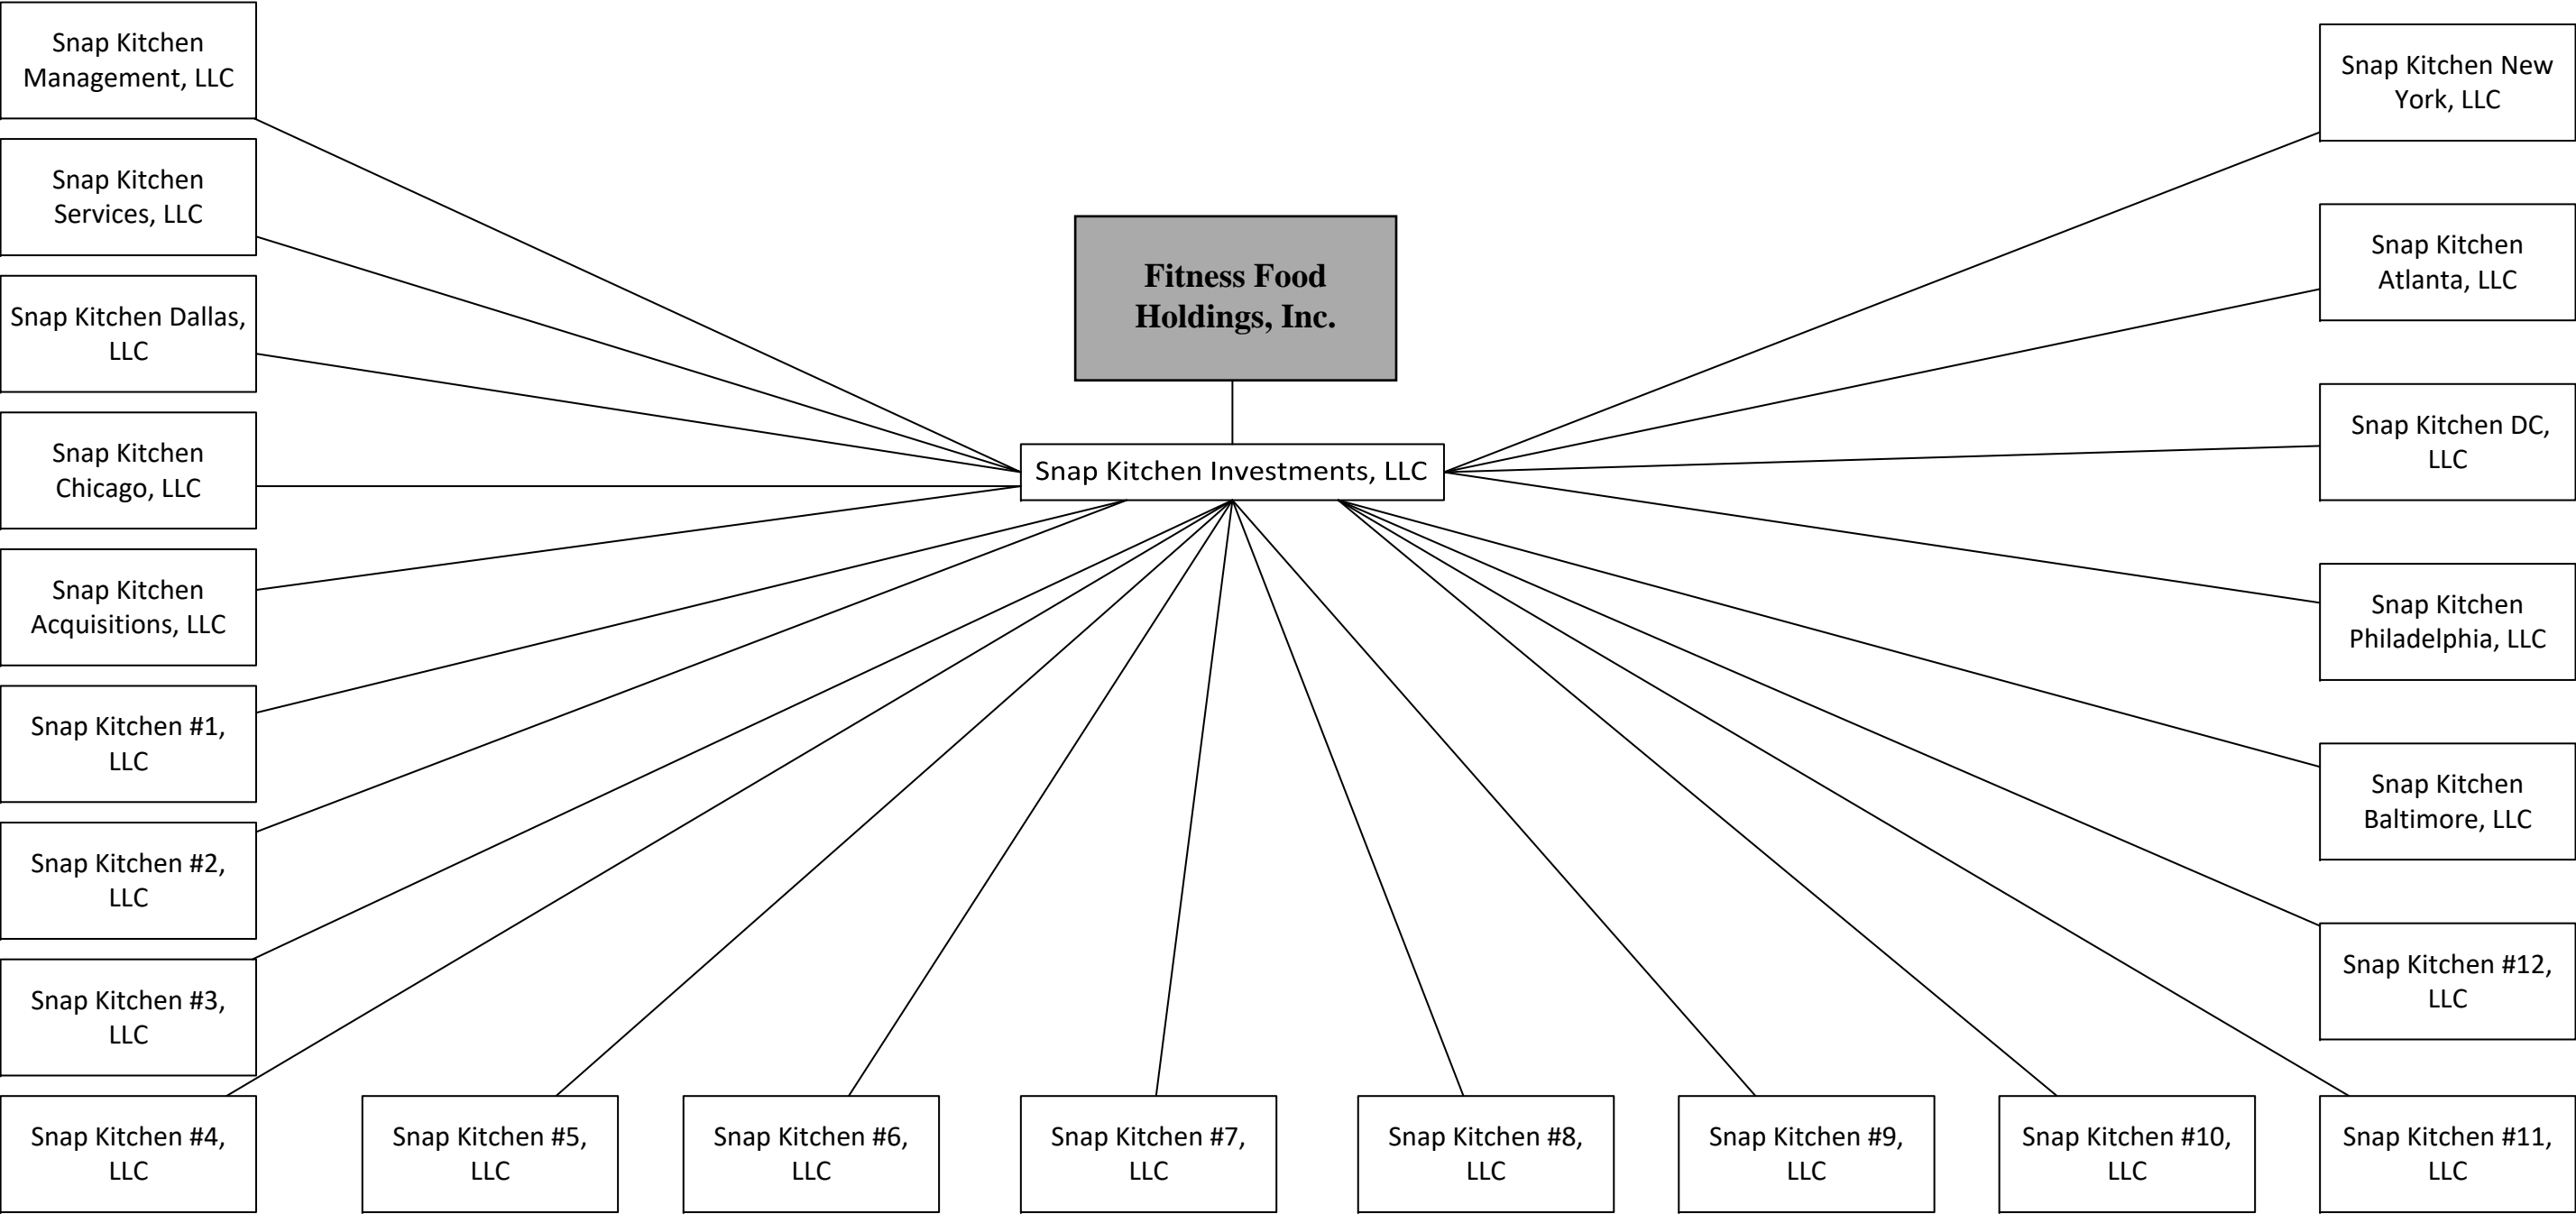 Snap Kitchen
Management, LLC
Snap Kitchen
Services, LLC
Snap Kitchen Dallas,
LLC
Snap Kitchen
Chicago, LLC
Snap Kitchen
Acquisitions, LLC
Snap Kitchen #1,
LLC
Snap Kitchen #2,
LLC
Snap Kitchen #3,
LLC
Snap Kitchen #4,
LLC
Fitness Food
Holdings, Inc.
Snap Kitchen Investments, LLC
Snap Kitchen #5,
LLC
Snap Kitchen #6,
LLC
Snap Kitchen #7,
LLC
Snap Kitchen #8,
LLC
Snap Kitchen #9,
LLC
Snap Kitchen #10,
LLC
Snap Kitchen New
York, LLC
Snap Kitchen
Atlanta, LLC
Snap Kitchen DC,
LLC
Snap Kitchen
Philadelphia, LLC
Snap Kitchen
Baltimore, LLC
Snap Kitchen #12,
LLC
Snap Kitchen #11,
LLC